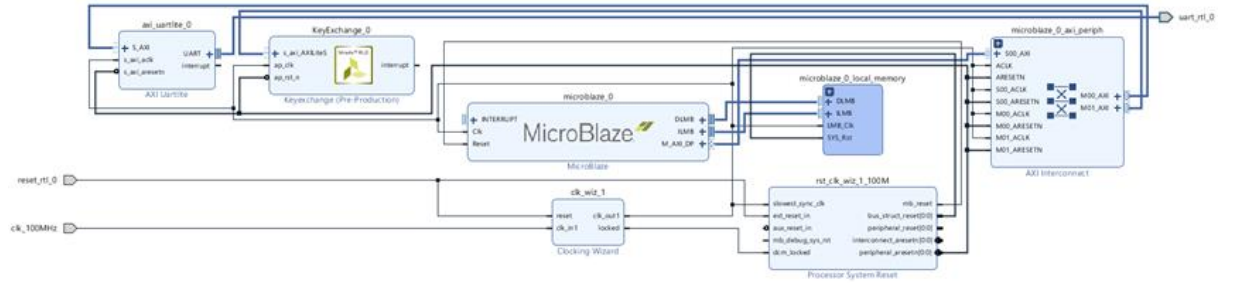 axi_uartlite_0
S_AXI
s_axi_aclk
s_axi_aresetn
UART
interrupt
AXI Uartlite
KeyExchange_0
s_axi_AXILiteS
ap_clk
ap_rst_n
interrupt
Keyexchange (Pre-Production)
microblaze_0
INTERRUPT
Clk
Reset
MicroBlaze
DLMB
ILMB
M_AXI_DP
MicroBlaze
microblaze_0_local_memory
DLMB
ILMB
LMB_Clk
SYS_Rst
microblaze_0_axi_periph
S00_AXI
ACLK
ARESETN
S00_ACLK
S00_ARESETN
M00_ACLK
M00_ARESETN
M01_ACLK
M01_ARESETN
M00_AXI
M01_AXI
AXI Interconnect
uart_rtl_0
reset_rtl_0
clk_100MHz
clk_wiz_1
reset
clk_in1
clk_out1
locked
Clocking Wizard
rst_clk_wiz_1_100M
slowest_sync_clk
ext_reset_in
aux_reset_in
mb_debug_sys_rst
dcm_locked
mb_reset
bus_struct_reset[0:0]
peripheral_reset[0:0]
interconnect_aresetn[0:0]
peripheral_aresetn[0:0]
Processor System Reset